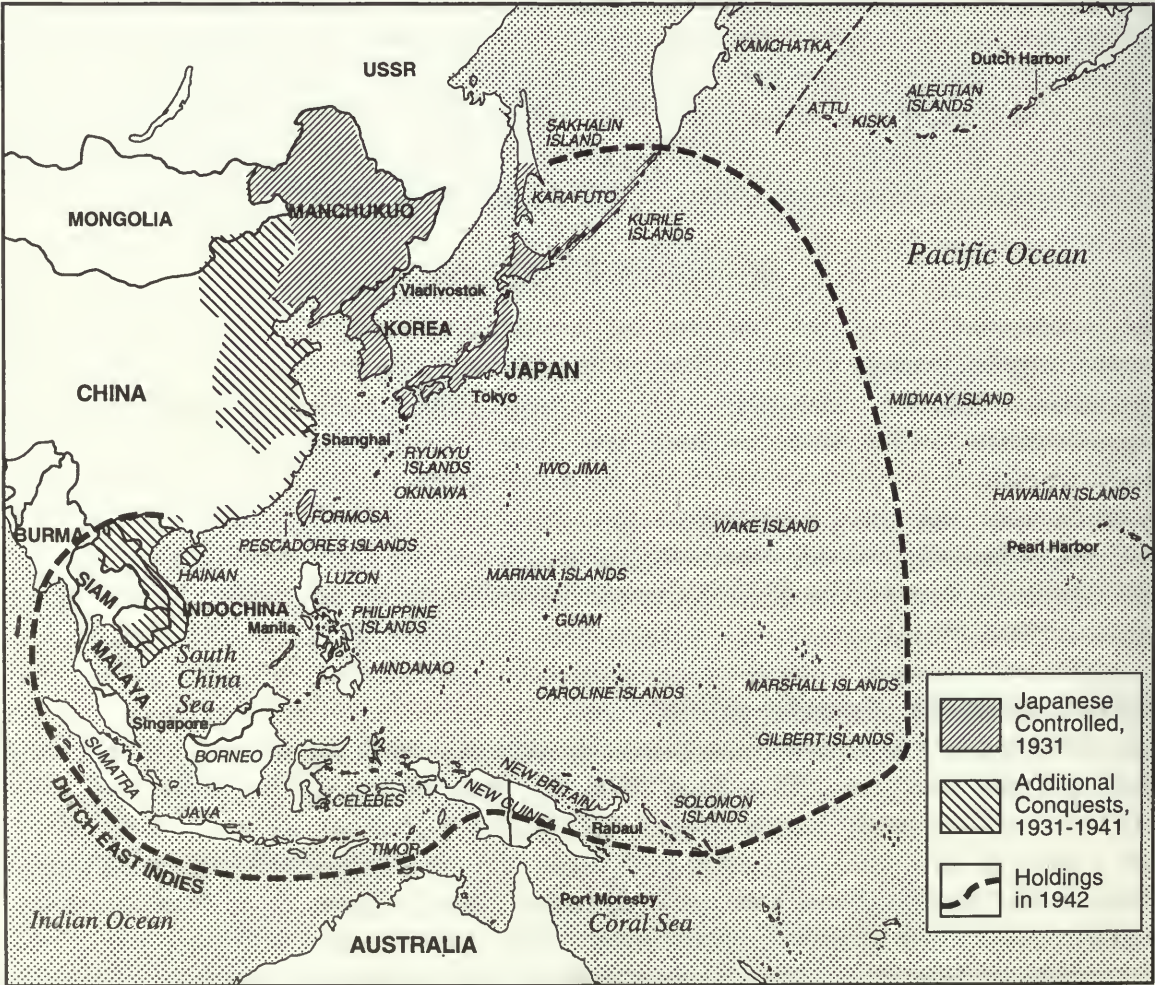 KAMCHATKA
Dutch Harbor
USSR
ALEUTIAN
ISLANDS
ATTU
KISKA
SAKHALIN
ISLAND
KARAFUTO
MANCHUKUO
MONGOLIA
KURILE
ISLANDS
Pacific Ocean
Vladivostok
KOREA
JAPAN
CHINA
Tokyo
MIDWAY ISLAND
Shanghai
RYUKYU
ISLANDS
IWO JIMA
OKINAWA
HAWAIIAN ISLANDS
FORMOSA
WAKE ISLAND
BURMA
PESCADORES ISLANDS
Pearl Harbor
HAINAN
LUZON
MARIANA ISLANDS
SIAM
INDOCHINA
PHILIPPINE
ISLANDS
GUAM
Manila
MALAYA
South
China
Sea
MINDANAO
CAROLINE ISLANDS
MARSHALL ISLANDS
Singapore
GILBERT ISLANDS
SUMATRA
BORNEO
CELEBES
NEW BRITAIN
NEW GUINEA
SOLOMON
ISLANDS
JAVA
Rabaul
TIMOR
DUTCH EAST INDIES
Port Moresby
Indian Ocean
Coral Sea
AUSTRALIA
Japanese
Controlled,
1931
Additional
Conquests,
1931-1941
Holdings
in 1942